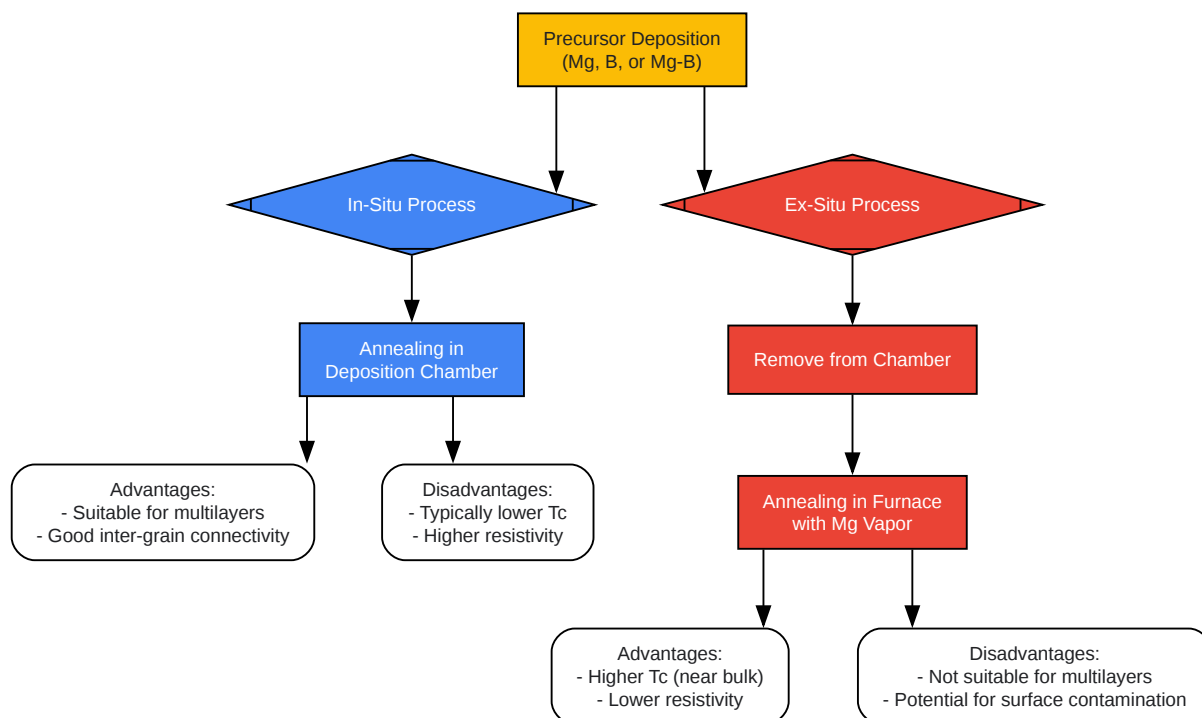 Precursor Deposition
(Mg, B, or Mg-B)
In-Situ Process
Ex-Situ Process
Annealing in
Deposition Chamber
Remove from Chamber
Advantages:
- Suitable for multilayers
- Good inter-grain connectivity
Disadvantages:
- Typically lower Tc
- Higher resistivity
Annealing in Furnace
with Mg Vapor
Advantages:
- Higher Tc (near bulk)
- Lower resistivity
Disadvantages:
- Not suitable for multilayers
- Potential for surface contamination